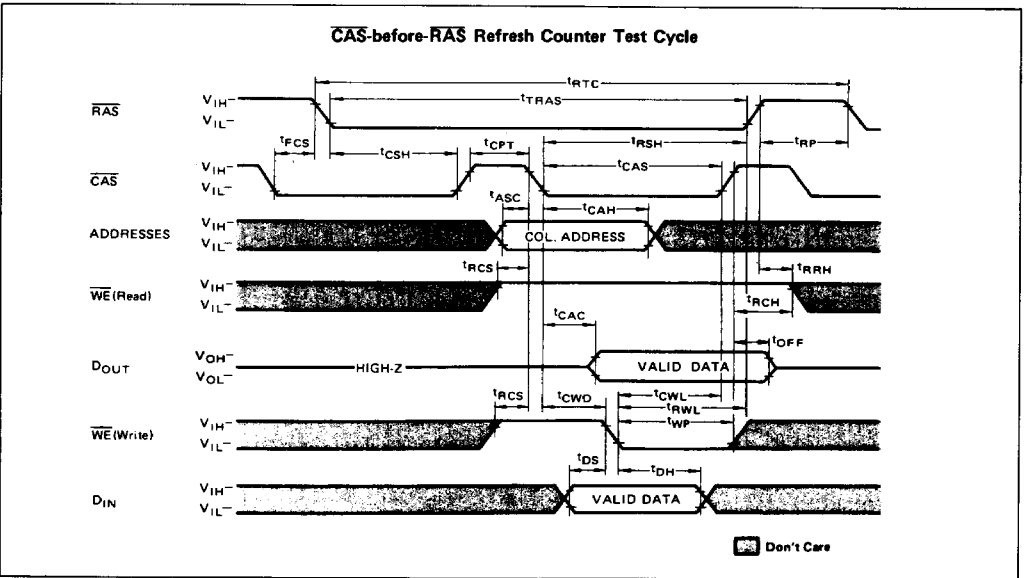 CAS-before-RAS Refresh Counter Test Cycle
tRTC
RAS
VIH-
VIL-
tTRAS
tFCS
tCSH
tCPT
tRSH
tRP
CAS
VIH-
VIL-
tCAS
tASC
tCAH
ADDRESSES
VIH-
VIL-
COL. ADDRESS
tRCS
tRRH
WE(Read)
VIH-
VIL-
tRCH
tCAC
tOFF
DOUT
VOH-
VOL-
HIGH-Z
VALID DATA
tRCS
tCWD
tCWL
tRWL
tWP
WE(Write)
VIH-
VIL-
tDS
tDH
DIN
VIH-
VIL-
VALID DATA
Don't Care